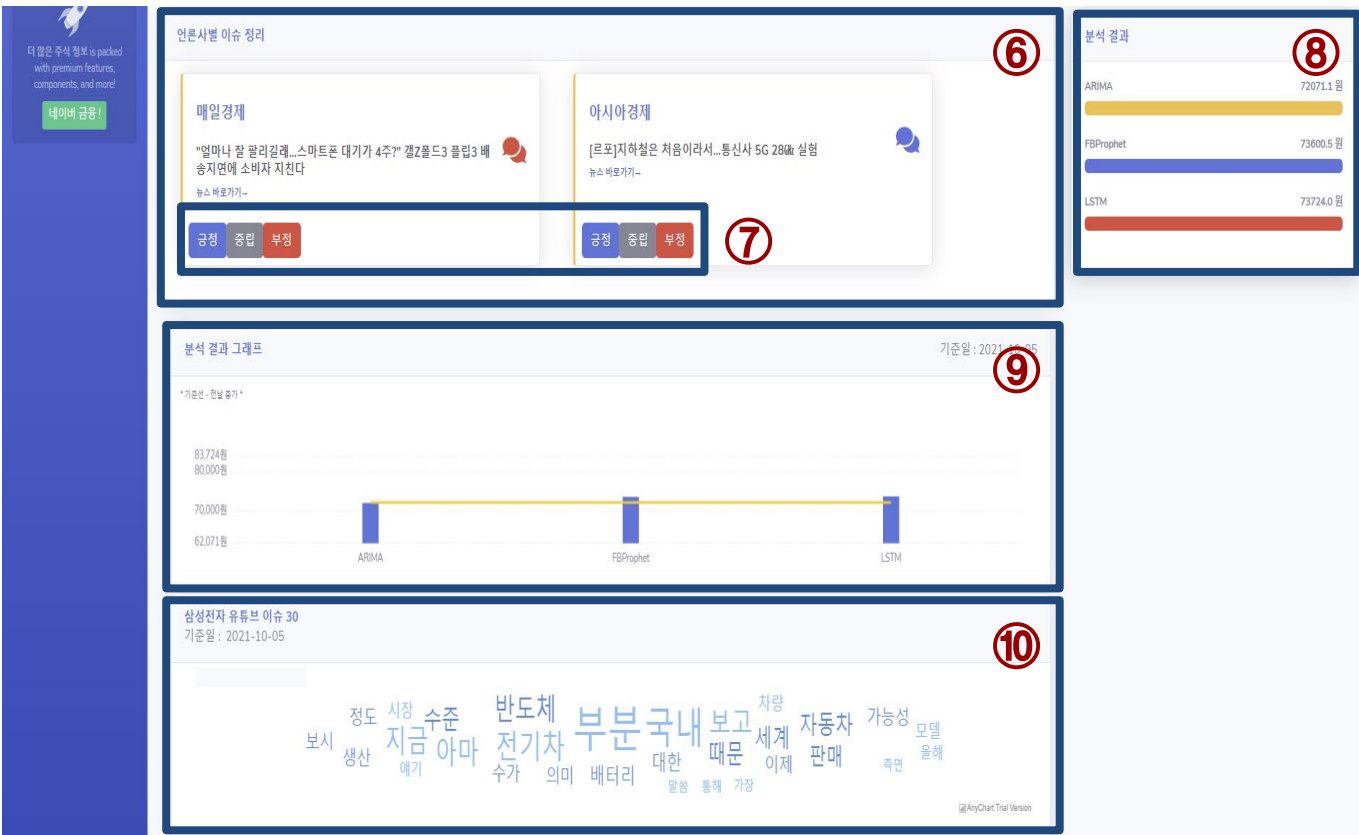 더 많은 주식 정보 is packed
with premium features,
components, and more!
네이버 금융!
언론사별 이슈 정리
⑥
매일경제
"얼마나 잘 팔리길래...스마트폰 대기가 4주?" 갤Z폴드3 플립3 배
송지연에 소비자 지친다
뉴스 바로가기→
긍정 중립 부정
아시아경제
[르포]지하철은 처음이라서...통신사 5G 28㎓ 실험
뉴스 바로가기→
긍정 중립 부정
⑦
분석 결과
⑧
ARIMA 72071.1 원
FBProphet 73600.5 원
LSTM 73724.0 원
분석 결과 그래프
기준일 : 2021-10-05
⑨
* 기준선 - 전날 종가 *
83,724원
80,000원
70,000원
62,071원
ARIMA FBProphet LSTM
삼성전자 유튜브 이슈 30
기준일 : 2021-10-05
⑩
보시 정도 생산 시장 지금 얘기 수준 아마 반도체 전기차 수가 의미 부분 배터리 국내 대한 말씀 통해 보고 때문 가장 차량 세계 이제 자동차 판매 가능성 측면 모델 올해
AnyChart Trial Version